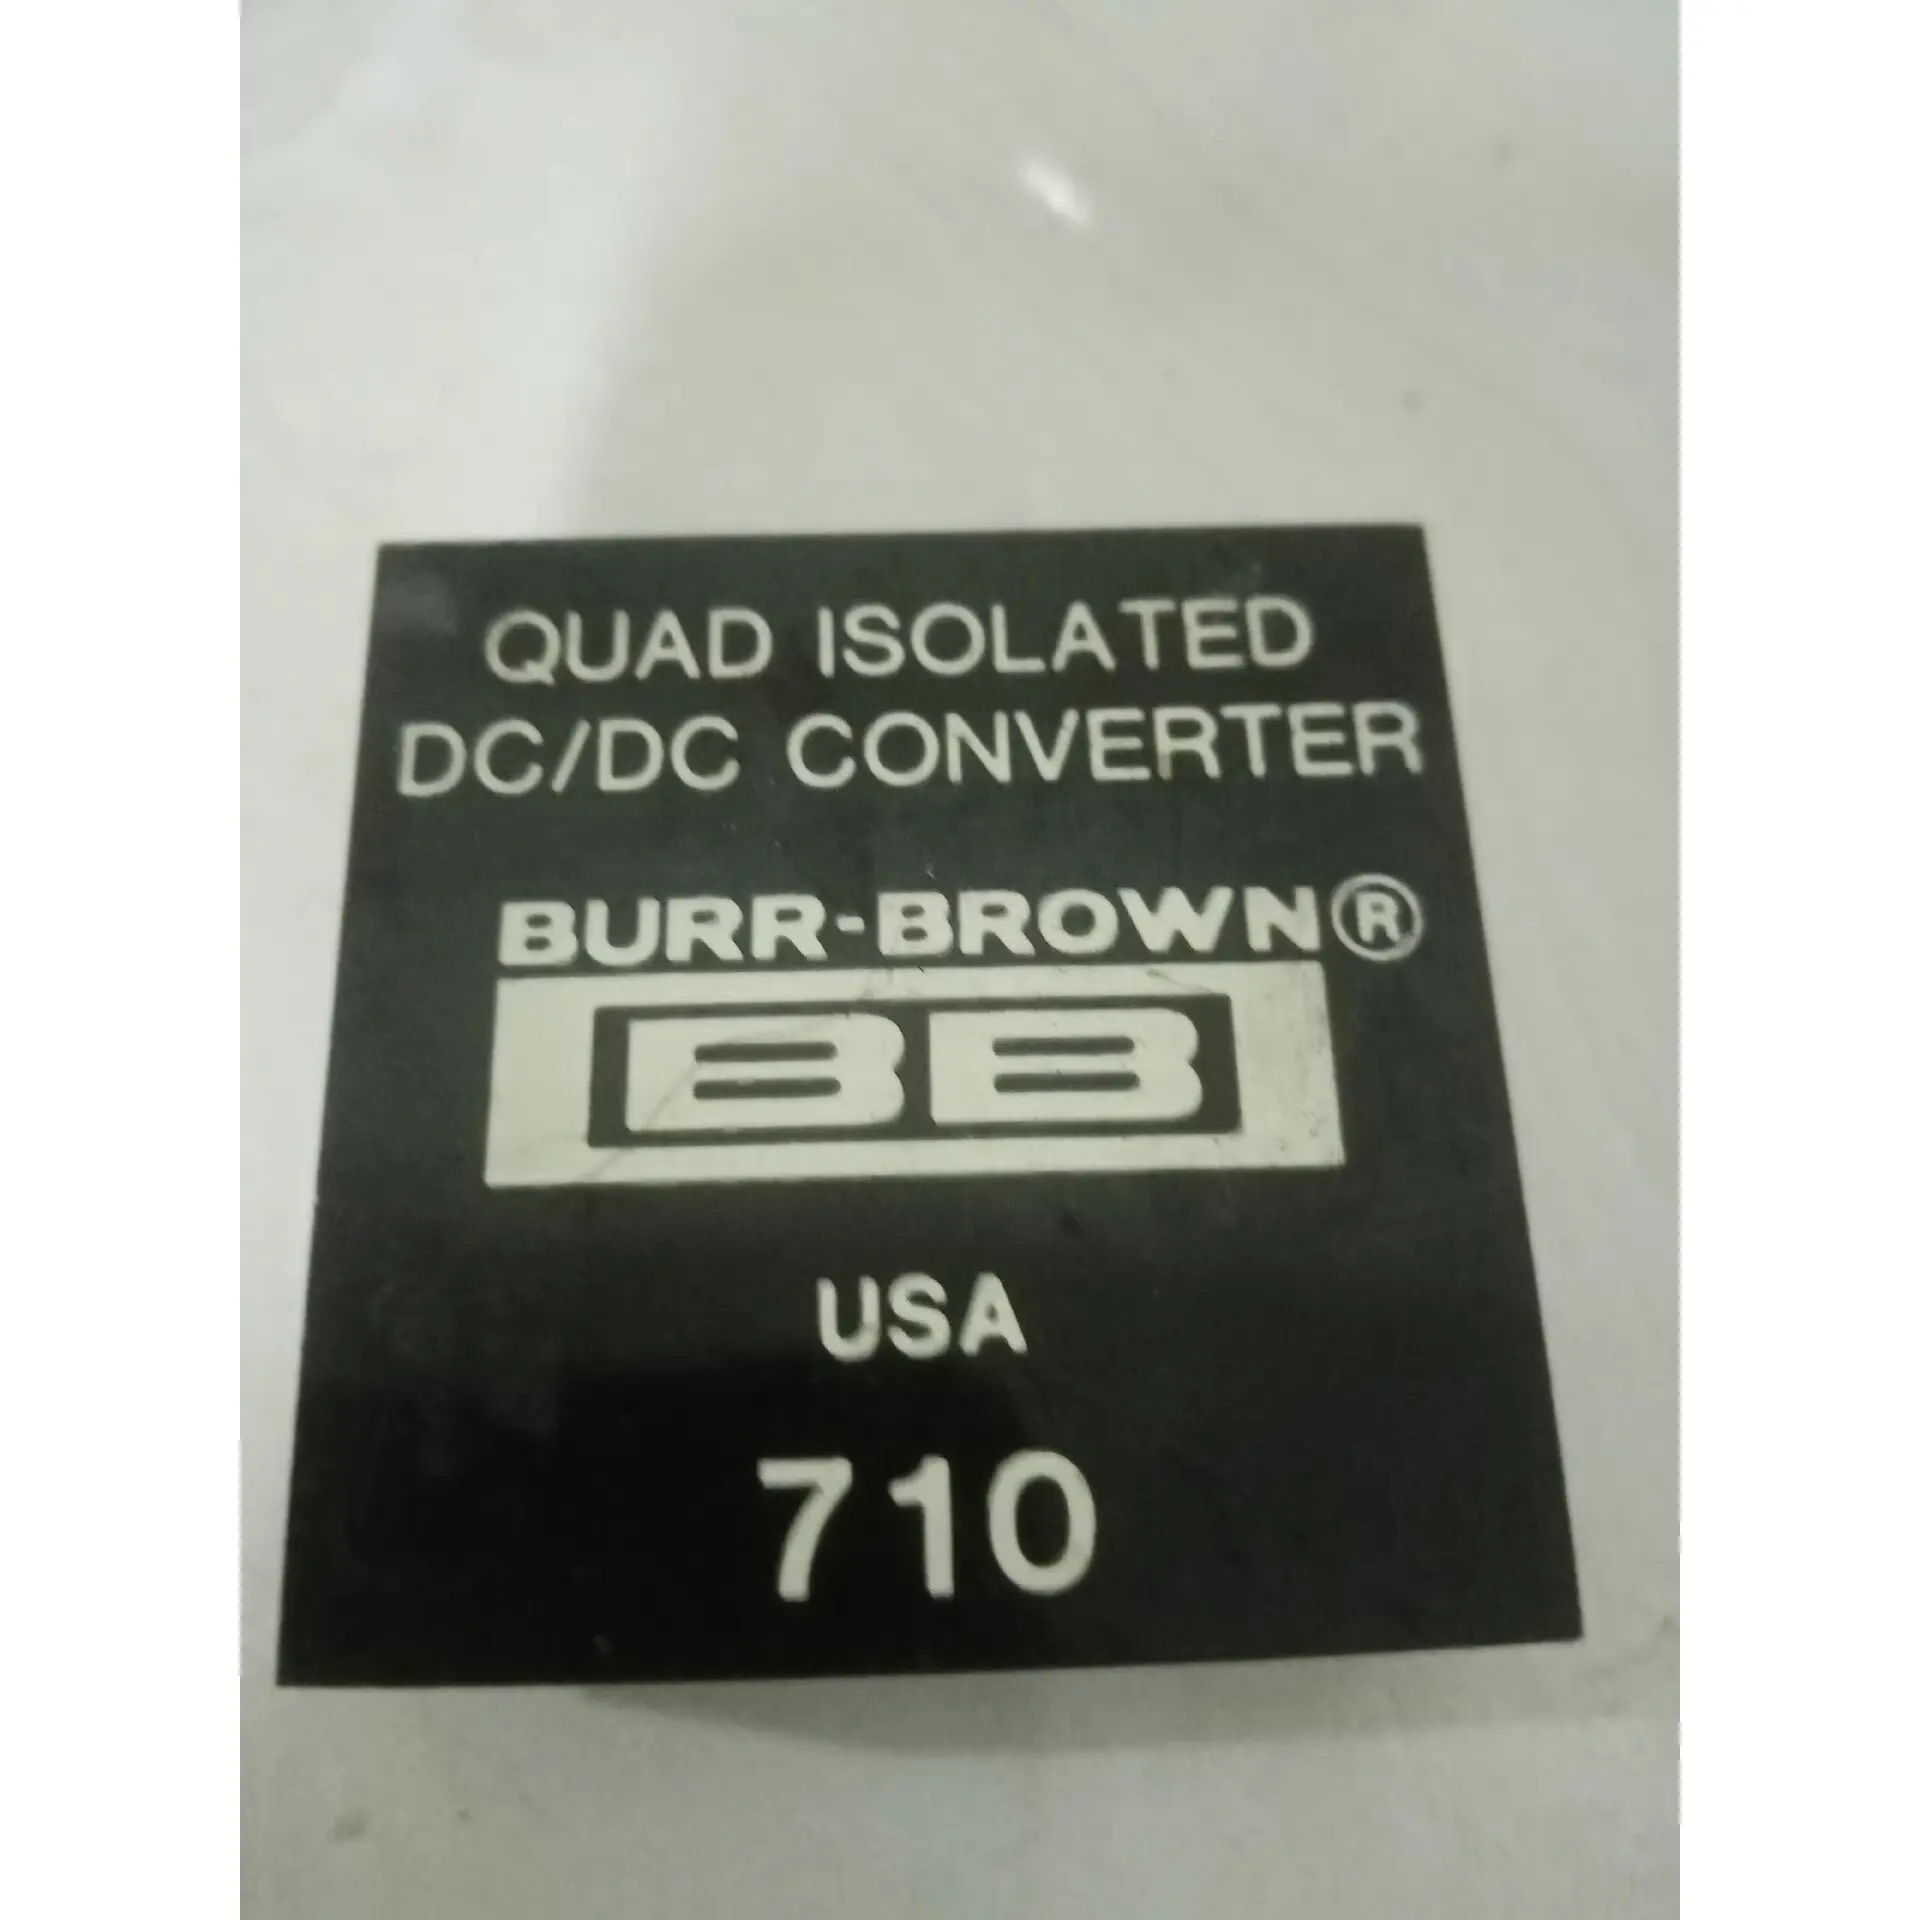 QUAD ISOLATED
DC/DC CONVERTER
BURR-BROWN®
BB
USA
710